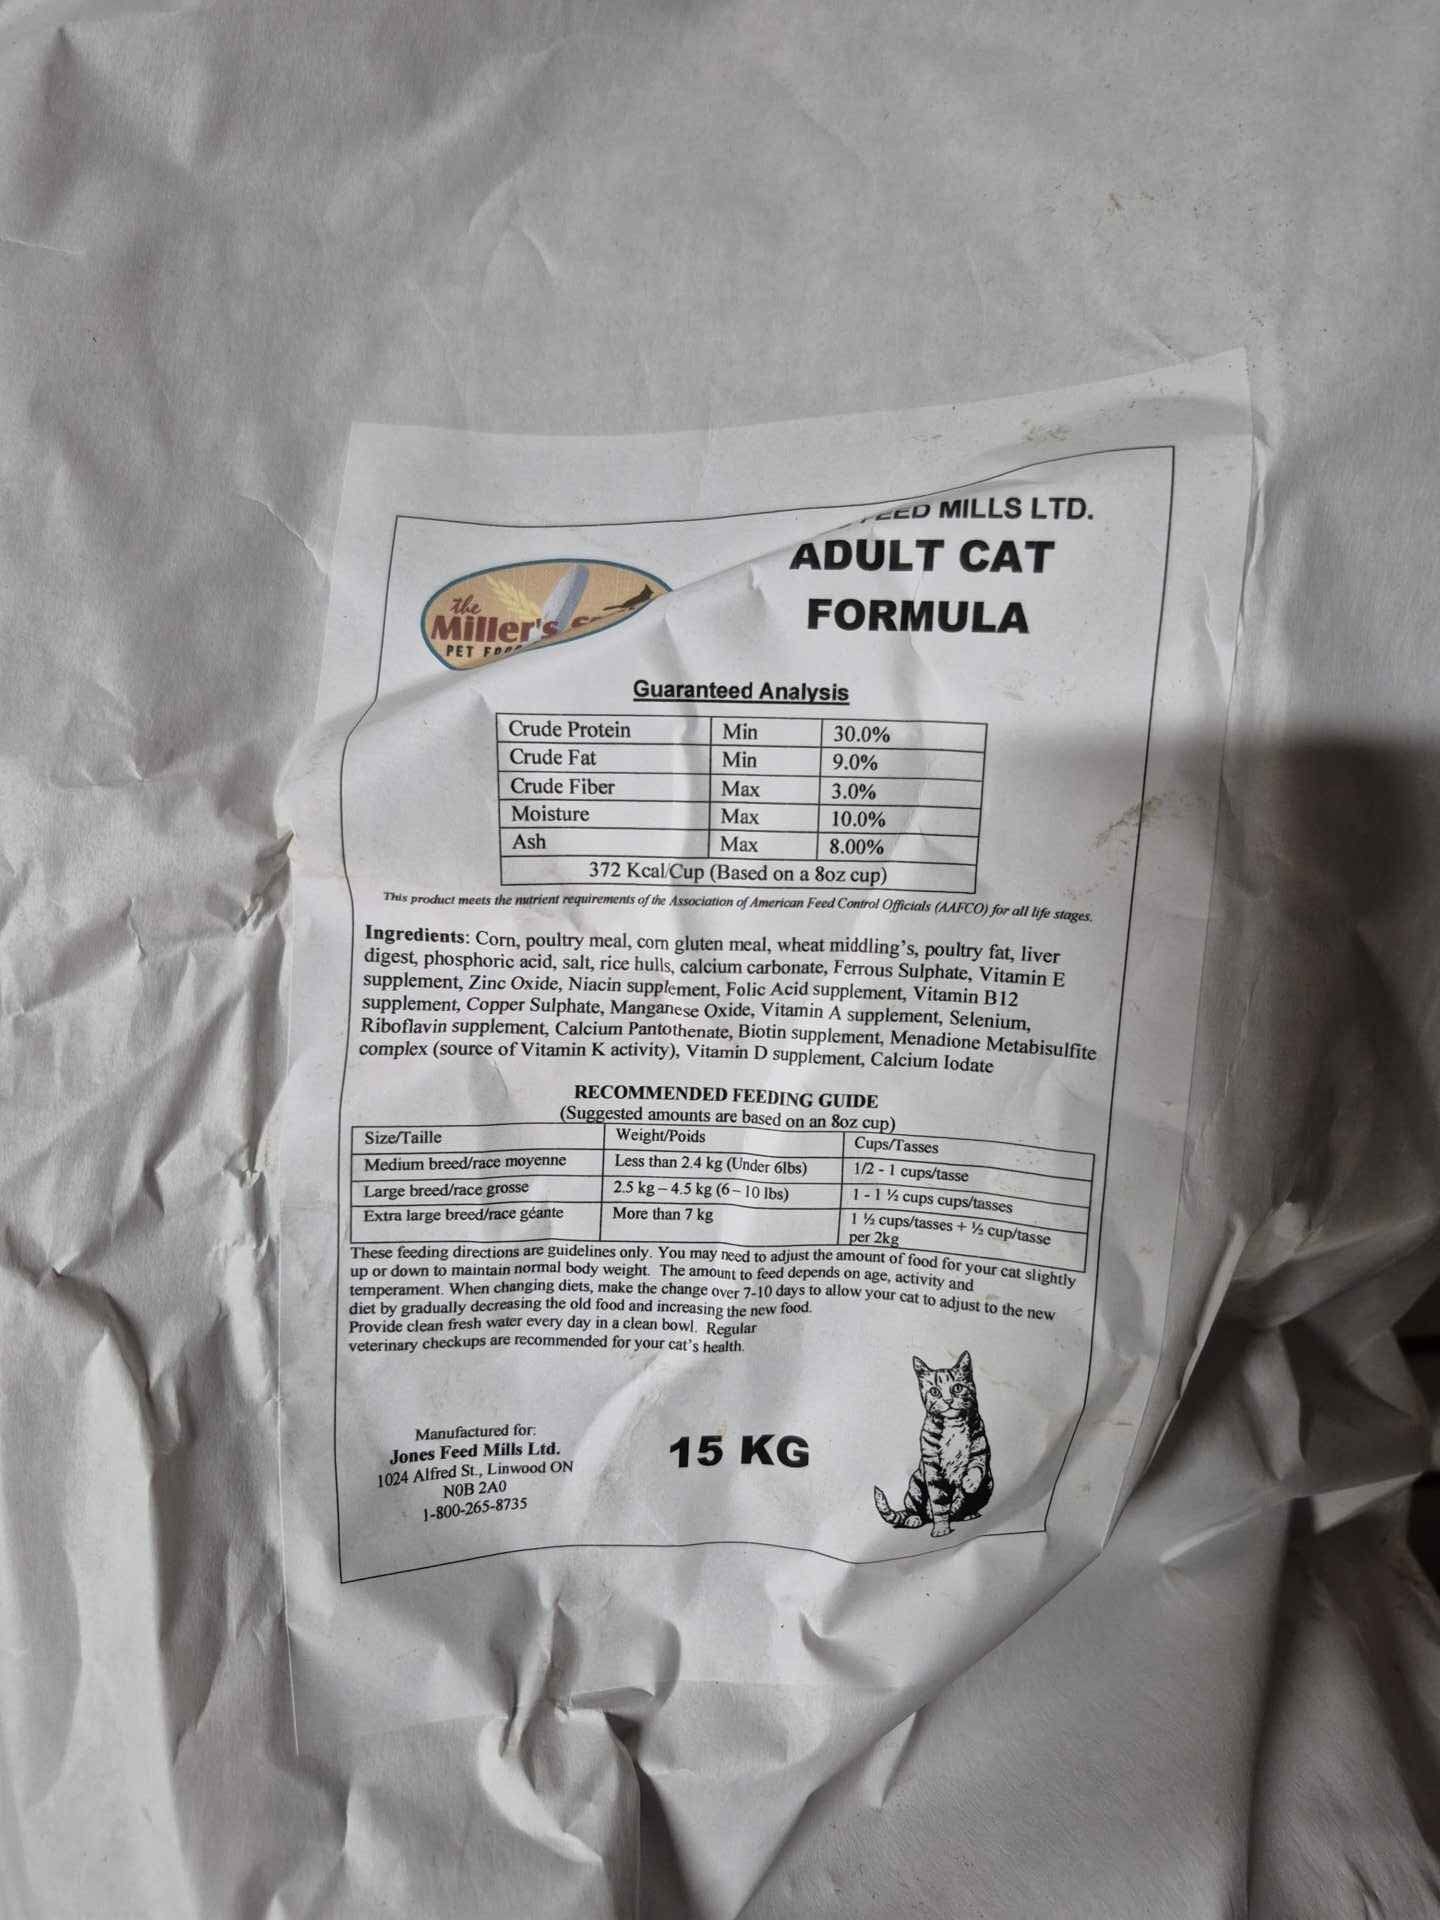 MILLS LTD.
ADULT CAT
FORMULA
the
Miller's
PET
Guaranteed Analysis
Crude Protein Min 30.0%
Crude Fat Min 9.0%
Crude Fiber Max 3.0%
Moisture Max 10.0%
Ash Max 8.00%
372 Kcal/Cup (Based on a 8oz cup)
This product meets the nutrient requirements of the Association of American Feed Control Officials (AAFCO) for all life stages.
Ingredients: Corn, poultry meal, corn gluten meal, wheat middling's, poultry fat, liver
digest, phosphoric acid, salt, rice hulls, calcium carbonate, Ferrous Sulphate, Vitamin E
supplement, Zinc Oxide, Niacin supplement, Folic Acid supplement, Vitamin B12
supplement, Copper Sulphate, Manganese Oxide, Vitamin A supplement, Selenium,
Riboflavin supplement, Calcium Pantothenate, Biotin supplement, Menadione Metabisulfite
complex (source of Vitamin K activity), Vitamin D supplement, Calcium Iodate
RECOMMENDED FEEDING GUIDE
(Suggested amounts are based on an 8oz cup)
Size/Taille Weight/Poids Cups/Tasses
Medium breed/race moyenne Less than 2.4 kg (Under 6lbs) 1/2 - 1 cups/tasse
Large breed/race grosse 2.5 kg – 4.5 kg (6 – 10 lbs) 1 - 1 ½ cups cups/tasses
Extra large breed/race géante More than 7 kg 1 ½ cups/tasses + ½ cup/tasse
per 2kg
These feeding directions are guidelines only. You may need to adjust the amount of food for your cat slightly
up or down to maintain normal body weight. The amount to feed depends on age, activity and
temperament. When changing diets, make the change over 7-10 days to allow your cat to adjust to the new
diet by gradually decreasing the old food and increasing the new food.
Provide clean fresh water every day in a clean bowl. Regular
veterinary checkups are recommended for your cat's health.
Manufactured for:
Jones Feed Mills Ltd.
1024 Alfred St., Linwood ON
N0B 2A0
1-800-265-8735
15 KG